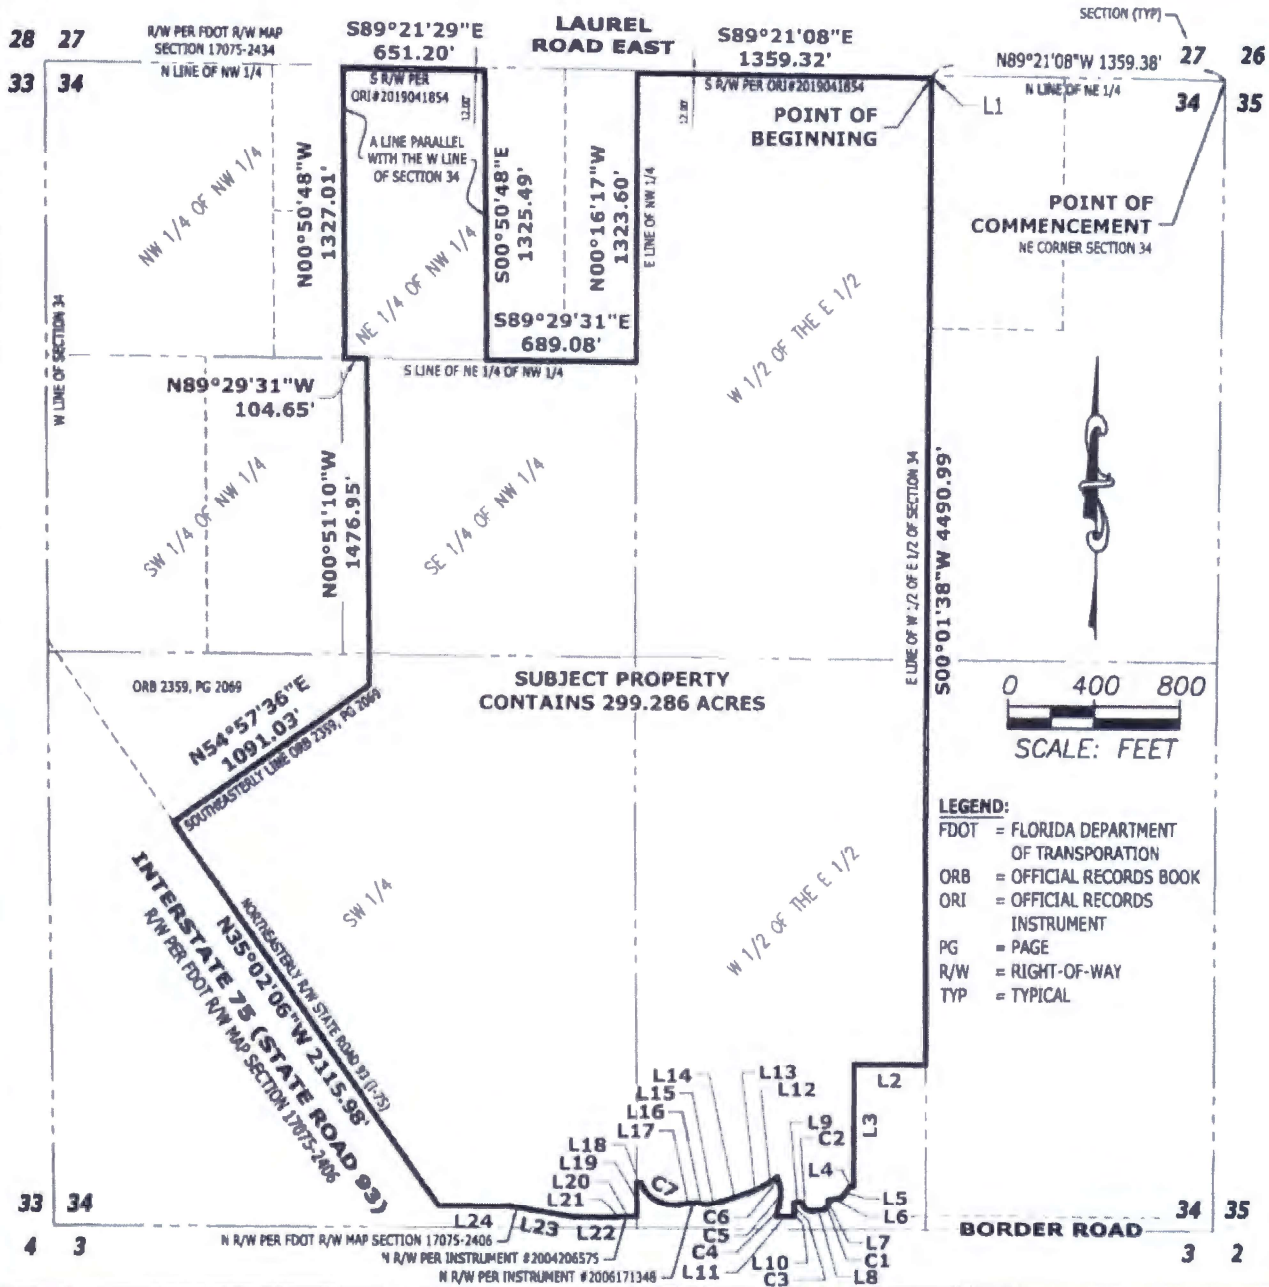 SECTION (TYP)
28 27
33 34
R/W PER FDOT R/W MAP
SECTION 17075-2434
N LINE OF NW 1/4
S89°21'29"E
651.20'
LAUREL
ROAD EAST
S89°21'08"E
1359.32'
N89°21'08"W 1359.38'
N LINE OF NE 1/4
27 26
34 35
S R/W PER
ORI#2019041854
12.00'
S R/W PER ORI#2019041854
12.00'
POINT OF
BEGINNING
L1
A LINE PARALLEL
WITH THE W LINE
OF SECTION 34
NW 1/4 OF NW 1/4
N00°50'48"W
1327.01'
NE 1/4 OF NW 1/4
S00°50'48"E
1325.49'
N00°16'17"W
1323.60'
E LINE OF NW 1/4
POINT OF
COMMENCEMENT
NE CORNER SECTION 34
W LINE OF SECTION 34
S89°29'31"E
689.08'
S LINE OF NE 1/4 OF NW 1/4
W 1/2 OF THE E 1/2
N89°29'31"W
104.65'
N00°51'10"W
1476.95'
SW 1/4 OF NW 1/4
SE 1/4 OF NW 1/4
E LINE OF W 1/2 OF E 1/2 OF SECTION 34
S00°01'38"W 4490.99'
ORB 2359, PG 2069
N54°57'36"E
1091.03'
SOUTHEASTERLY LINE ORB 2359, PG 2069
SUBJECT PROPERTY
CONTAINS 299.286 ACRES
0 400 800
SCALE: FEET
LEGEND:
FDOT = FLORIDA DEPARTMENT
OF TRANSPORATION
ORB = OFFICIAL RECORDS BOOK
ORI = OFFICIAL RECORDS
INSTRUMENT
PG = PAGE
R/W = RIGHT-OF-WAY
TYP = TYPICAL
INTERSTATE 75 (STATE ROAD 93)
R/W PER FDOT R/W MAP SECTION 17075-2406
N35°02'06"W 2115.98'
NORTHEASTERLY R/W STATE ROAD 93 (I-75)
SW 1/4
W 1/2 OF THE E 1/2
L2
L3
L14
L13
L15
L12
L16
L17
L9
C2
L18
L19
L20
L21
C7
L4
L5
L6
L24
L23
L22
C6
C5
C4
L11
L10
C3
L7
C1
L8
33 34
4 3
N R/W PER FDOT R/W MAP SECTION 17075-2406
N R/W PER INSTRUMENT #2004206575
N R/W PER INSTRUMENT #2006171348
BORDER ROAD
34 35
3 2